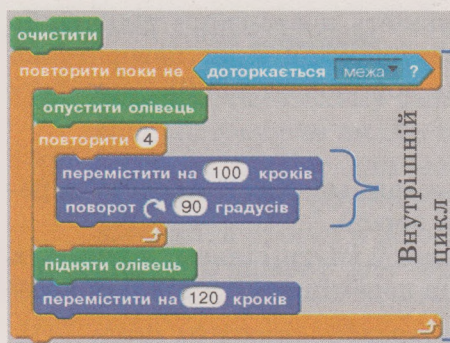 очистити
повторити поки не доторкається межа ?
опустити олівець
повторити 4
перемістити на 100 кроків
поворот 90 градусів
підняти олівець
перемістити на 120 кроків
Внутрішній
цикл